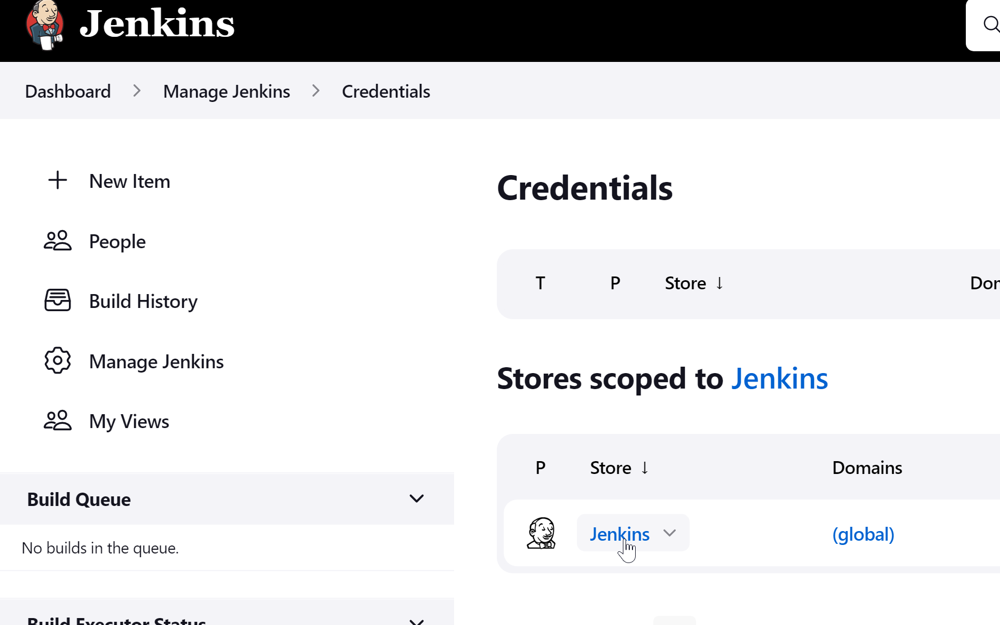 Jenkins
Dashboard > Manage Jenkins > Credentials
New Item
People
Build History
Manage Jenkins
My Views
Build Queue
No builds in the queue.
Build Executor Status
Credentials
T P Store ↓ Dom
Stores scoped to Jenkins
P Store ↓ Domains
Jenkins (global)